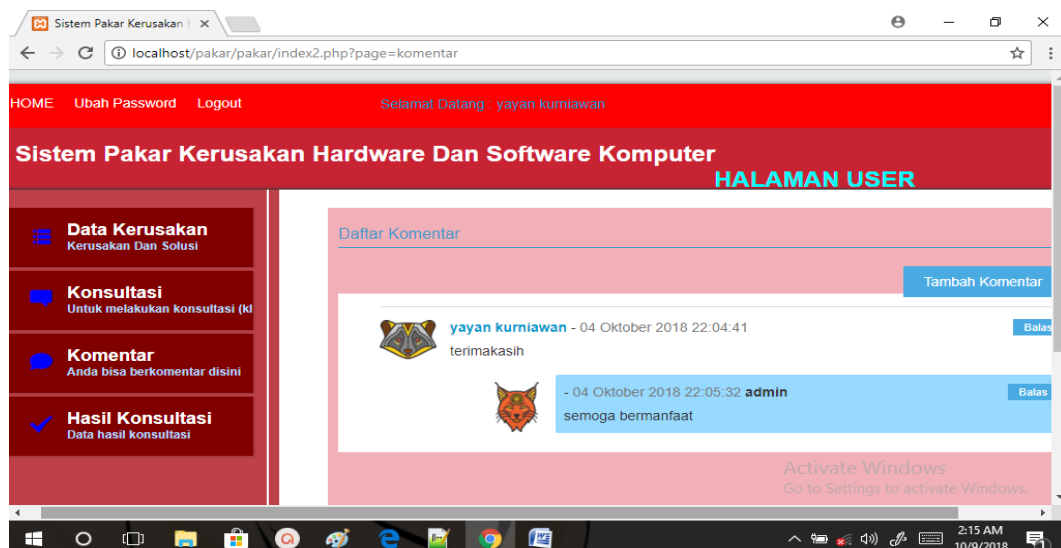 Sistem Pakar Kerusakan H
localhost/pakar/pakar/index2.php?page=komentar
HOME Ubah Password Logout Selamat Datang : yayan kurniawan
Sistem Pakar Kerusakan Hardware Dan Software Komputer
HALAMAN USER
Data Kerusakan
Kerusakan Dan Solusi
Konsultasi
Untuk melakukan konsultasi (kl
Komentar
Anda bisa berkomentar disini
Hasil Konsultasi
Data hasil konsultasi
Daftar Komentar
Tambah Komentar
yayan kurniawan - 04 Oktober 2018 22:04:41 Balas
terimakasih
- 04 Oktober 2018 22:05:32 admin Balas
semoga bermanfaat
Activate Windows
Go to Settings to activate Windows.
2:15 AM
10/9/2018